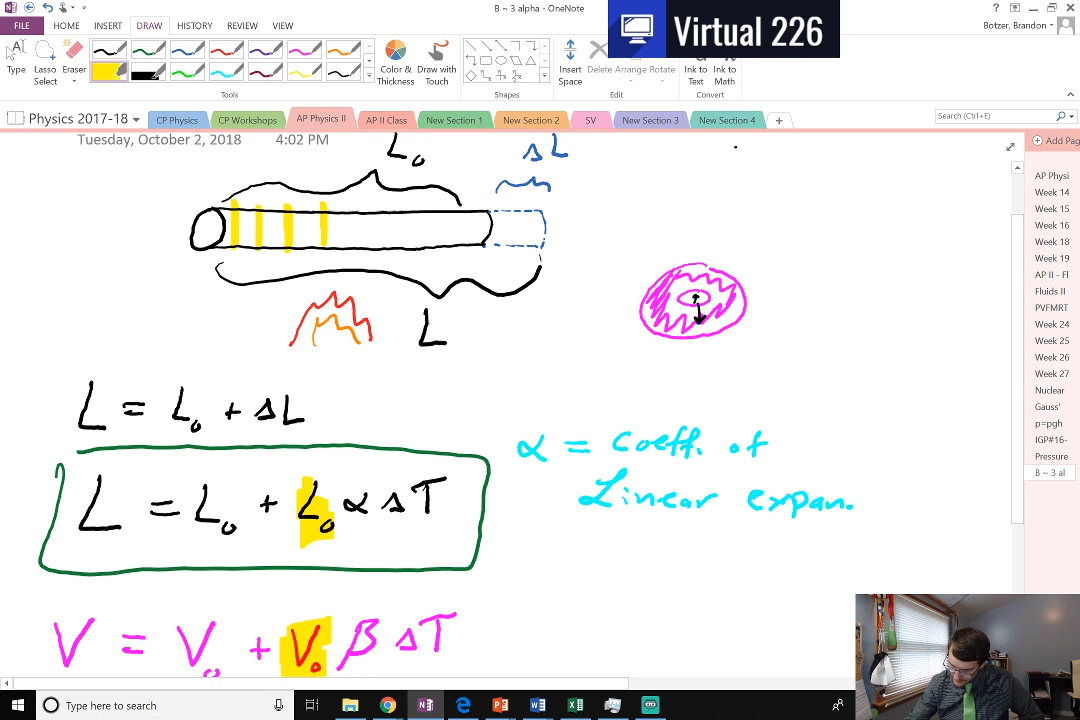 B ~ 3 alpha - OneNote
Botzer, Brandon
Virtual 226
FILE HOME INSERT DRAW HISTORY REVIEW VIEW
Type Lasso Select Eraser Color & Thickness Draw with Touch Insert Space Delete Arrange Rotate Ink to Text Ink to Math
Tools Shapes Edit Convert
Physics 2017-18 CP Physics CP Workshops AP Physics II AP II Class New Section 1 New Section 2 SV New Section 3 New Section 4 + Search (Ctrl+E)
Tuesday, October 2, 2018 4:02 PM
L₀ ΔL
L
L = L₀ + ΔL
L = L₀ + L₀ α ΔT
α = Coeff. of
Linear expan.
V = V₀ + V₀ β ΔT
Add Pag
AP Physi
Week 14
Week 15
Week 16
Week 18
Week 19
AP II - Fl
Fluids II
PVFMRT
Week 24
Week 25
Week 26
Week 27
Nuclear
Gauss'
p=pgh
IGP#16-
Pressure
B ~ 3 al
Type here to search